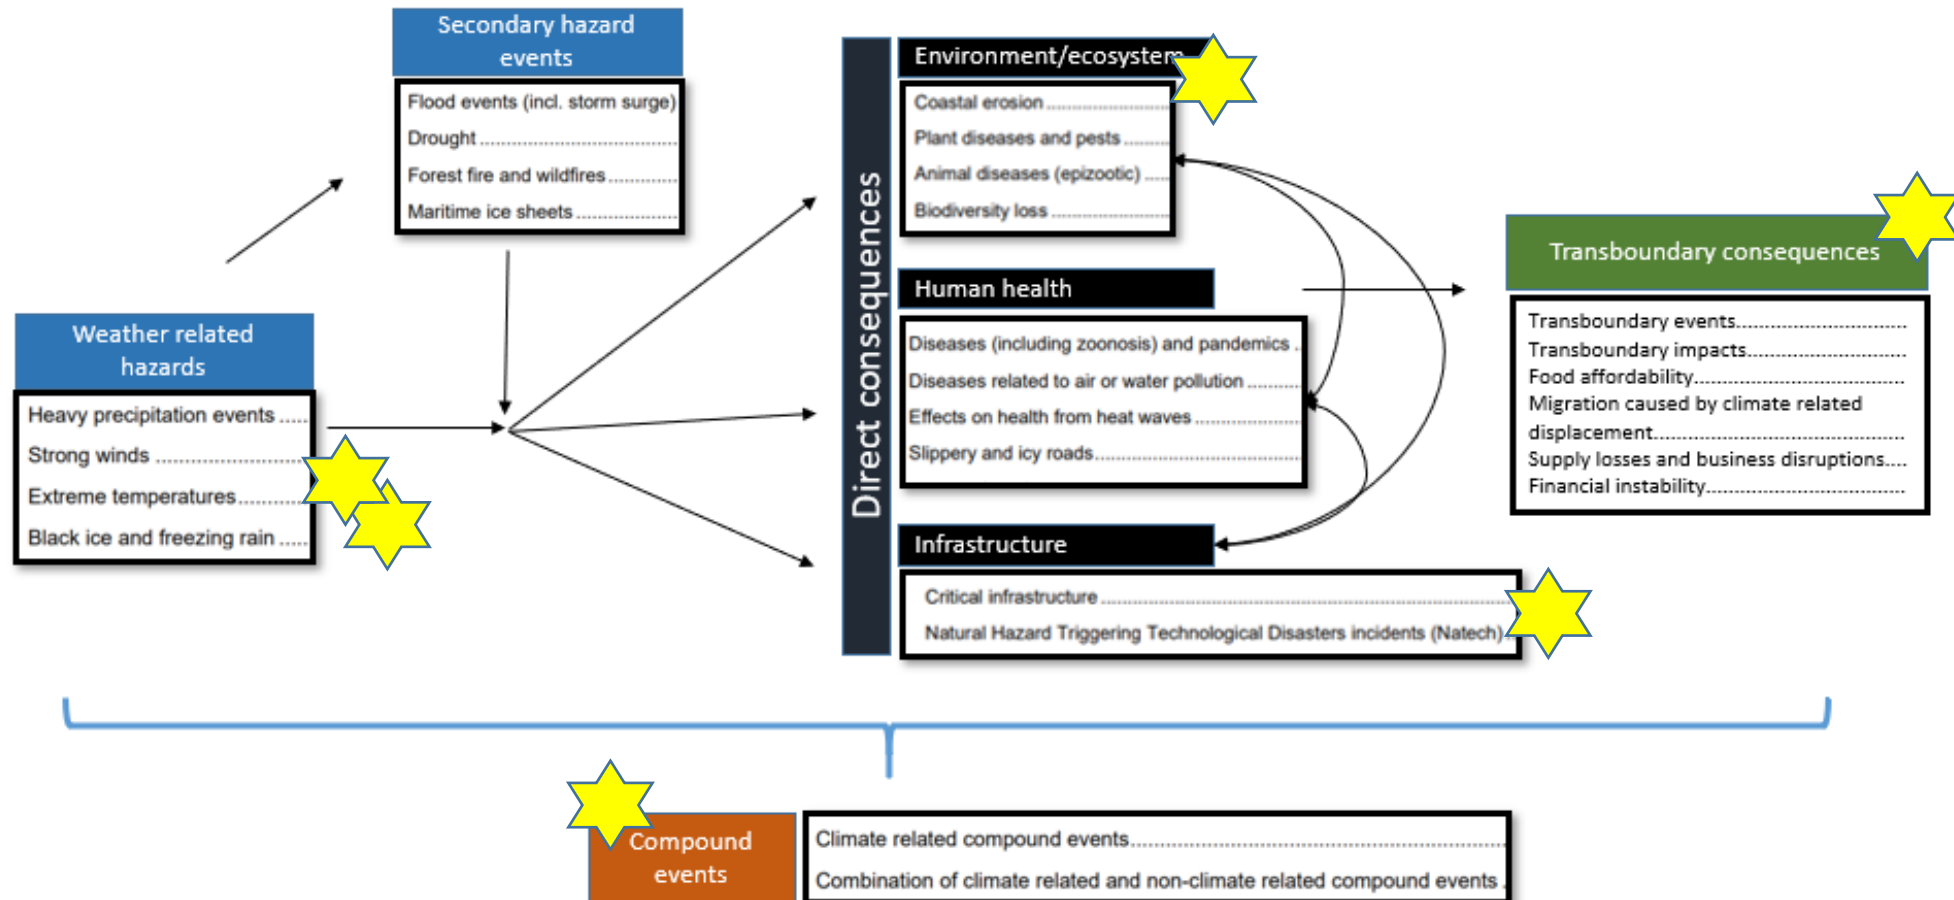 Secondary hazard
events
Flood events (incl. storm surge)
Drought
Forest fire and wildfires
Maritime ice sheets
Weather related
hazards
Heavy precipitation events
Strong winds
Extreme temperatures
Black ice and freezing rain
Direct consequences
Environment/ecosystem
Coastal erosion
Plant diseases and pests
Animal diseases (epizootic)
Biodiversity loss
Human health
Diseases (including zoonosis) and pandemics
Diseases related to air or water pollution
Effects on health from heat waves
Slippery and icy roads
Infrastructure
Critical infrastructure
Natural Hazard Triggering Technological Disasters incidents (Natech)
Transboundary consequences
Transboundary events
Transboundary impacts
Food affordability
Migration caused by climate related
displacement
Supply losses and business disruptions
Financial instability
Compound
events
Climate related compound events
Combination of climate related and non-climate related compound events